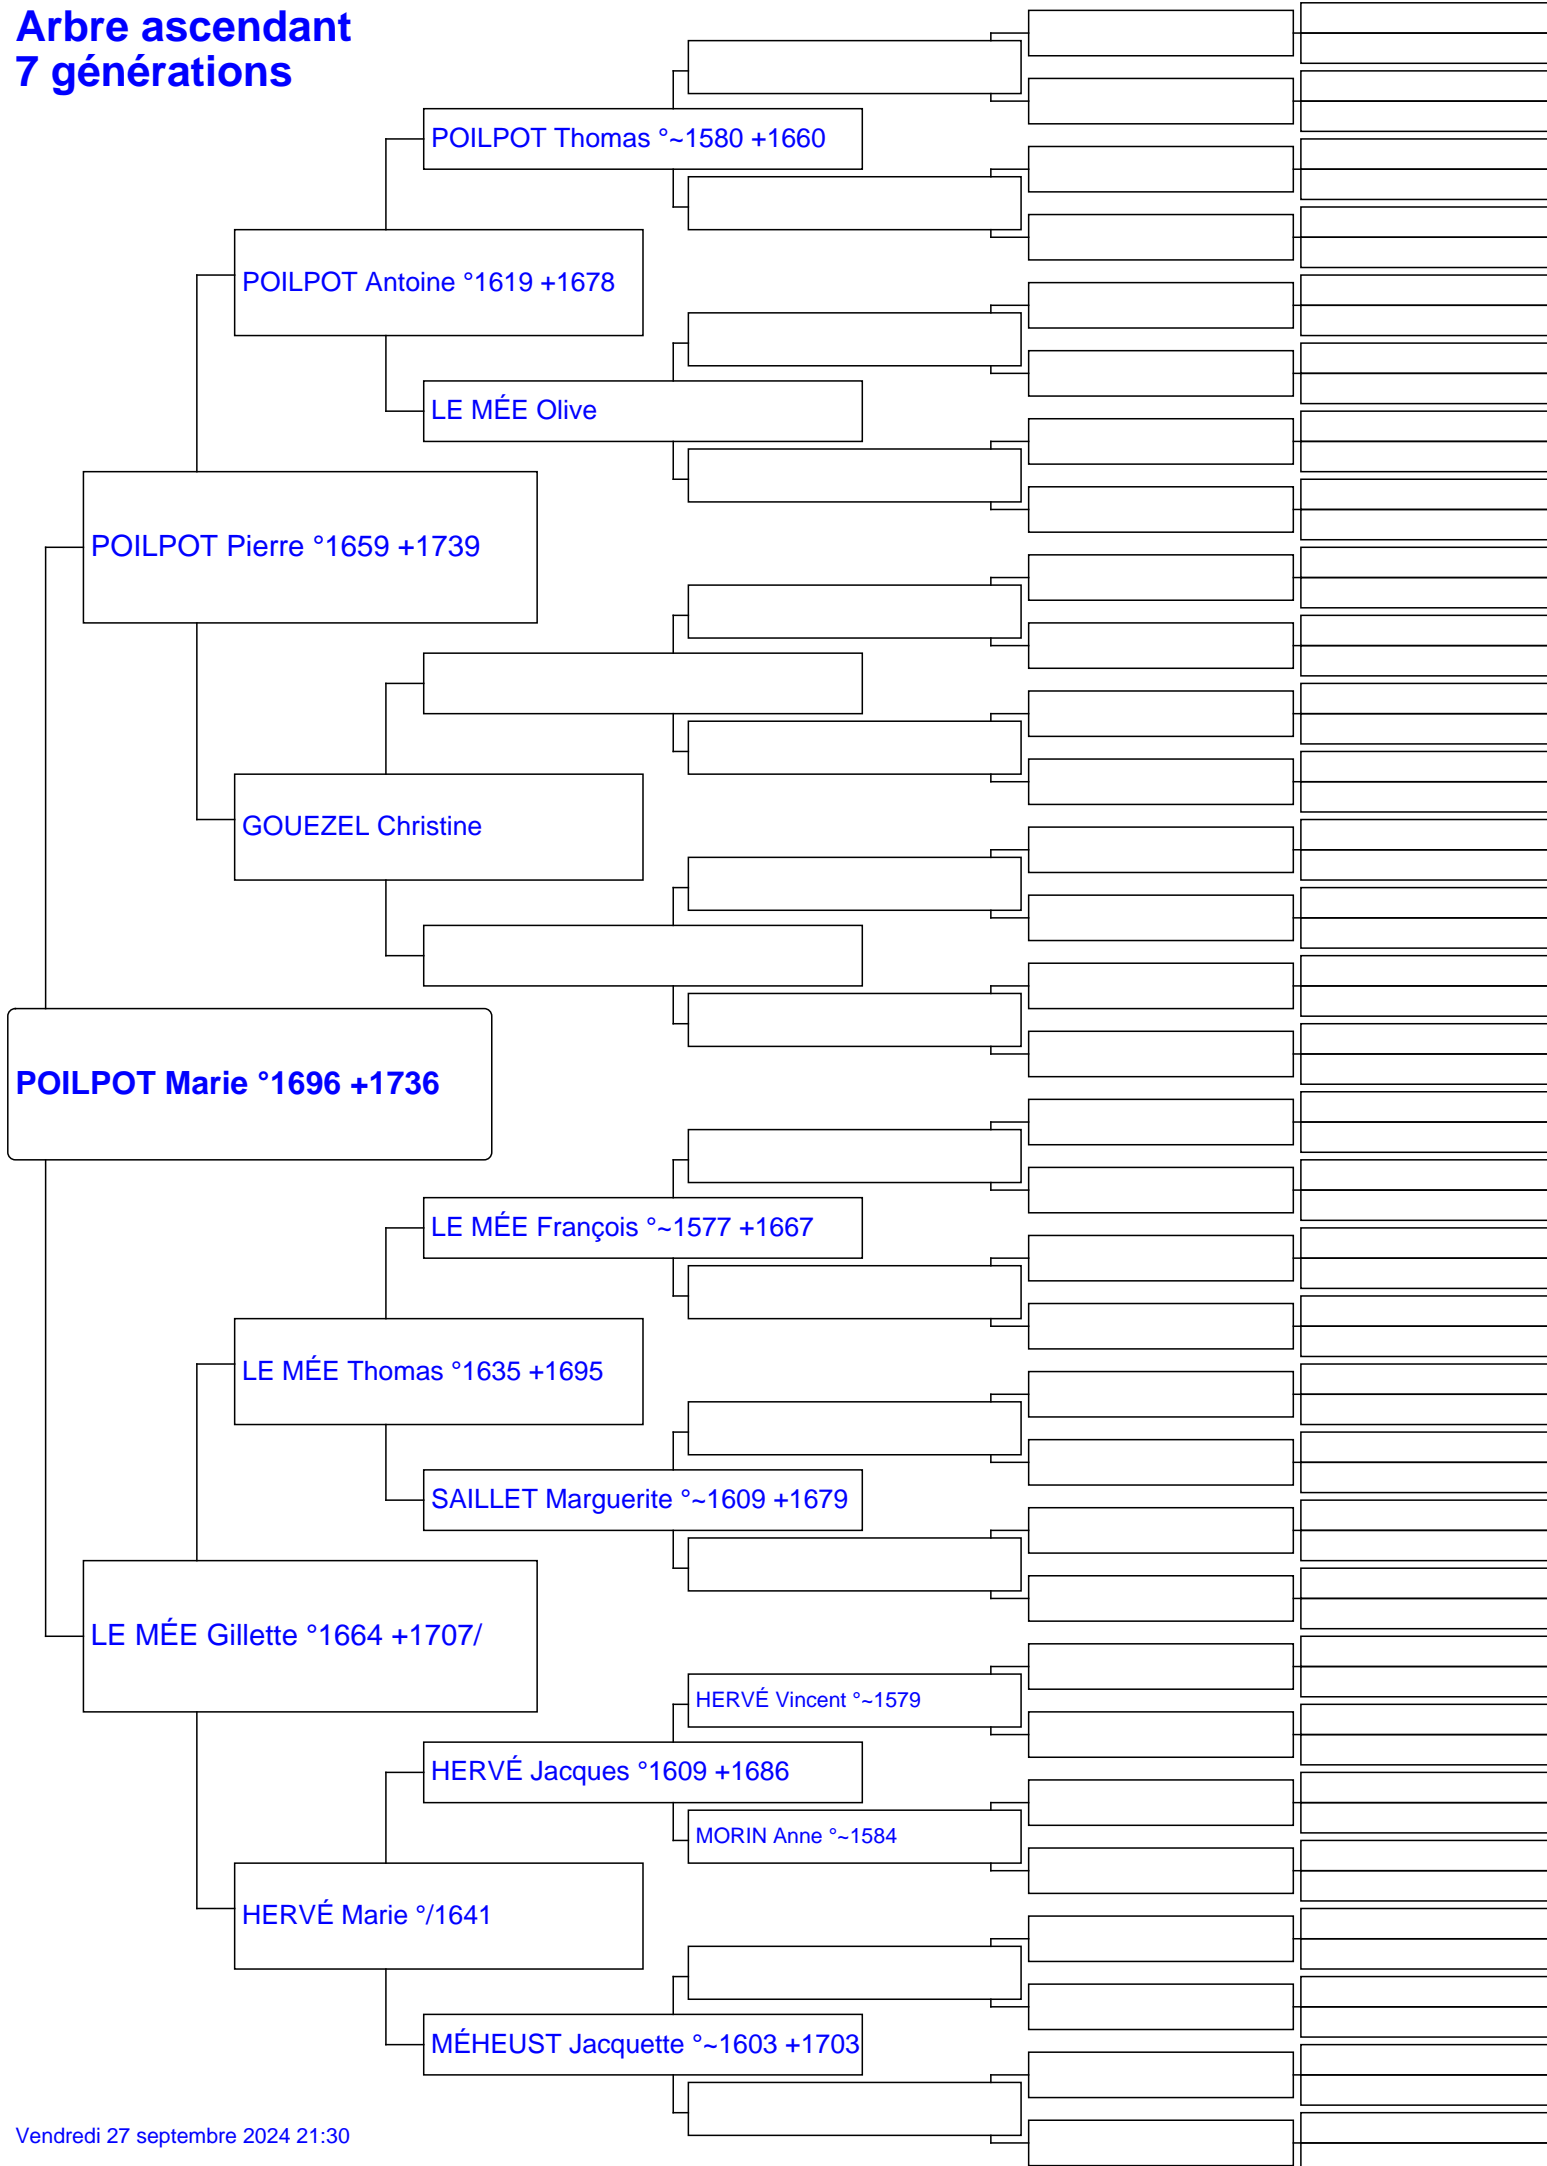 Arbre ascendant
7 générations
POILPOT Thomas °~1580 +1660
POILPOT Antoine °1619 +1678
LE MÉE Olive
POILPOT Pierre °1659 +1739
GOUEZEL Christine
POILPOT Marie °1696 +1736
LE MÉE François °~1577 +1667
LE MÉE Thomas °1635 +1695
SAILLET Marguerite °~1609 +1679
LE MÉE Gillette °1664 +1707/
HERVÉ Vincent °~1579
HERVÉ Jacques °1609 +1686
MORIN Anne °~1584
HERVÉ Marie °/1641
MÉHEUST Jacquette °~1603 +1703
Vendredi 27 septembre 2024 21:30